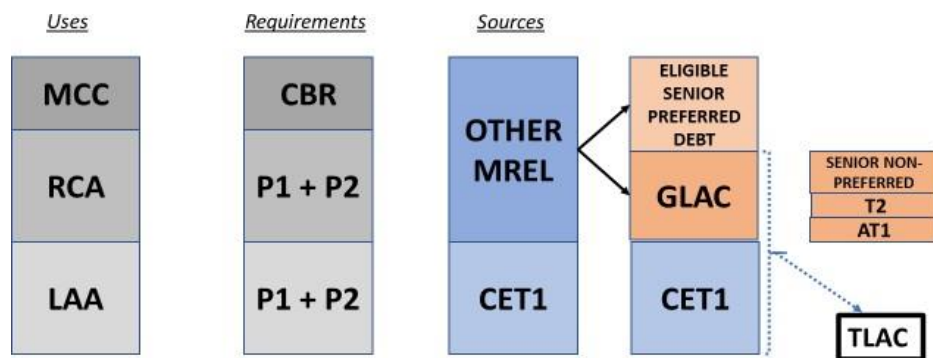 Uses
Requirements
Sources
MCC
RCA
LAA
CBR
P1 + P2
P1 + P2
OTHER
MREL
CET1
ELIGIBLE
SENIOR
PREFERRED
DEBT
GLAC
CET1
SENIOR NON-
PREFERRED
T2
AT1
TLAC